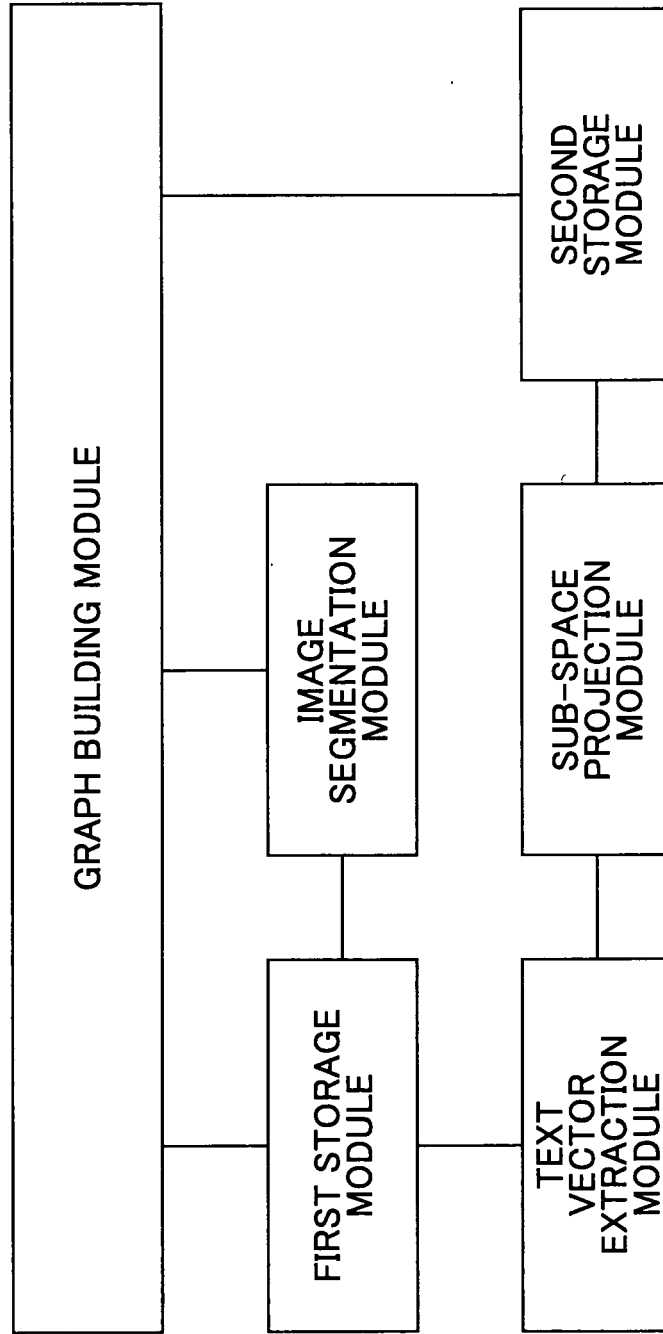 GRAPH BUILDING MODULE
FIRST STORAGE
MODULE
IMAGE
SEGMENTATION
MODULE
TEXT
VECTOR
EXTRACTION
MODULE
SUB-SPACE
PROJECTION
MODULE
SECOND
STORAGE
MODULE